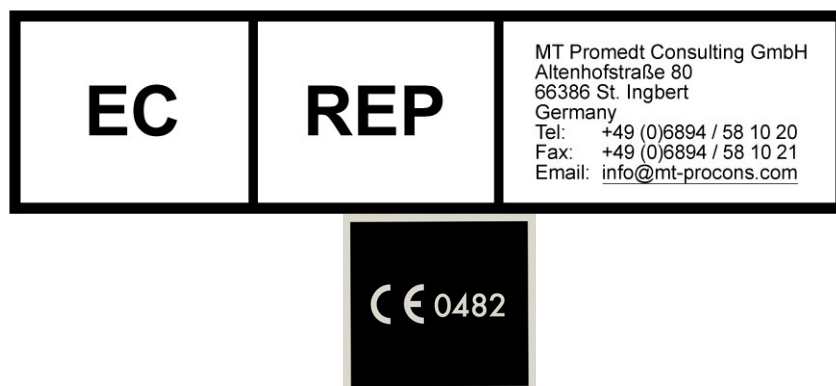 EC
REP
MT Promedt Consulting GmbH
Altenhofstraße 80
66386 St. Ingbert
Germany
Tel: +49 (0)6894 / 58 10 20
Fax: +49 (0)6894 / 58 10 21
Email: info@mt-procons.com
CE 0482